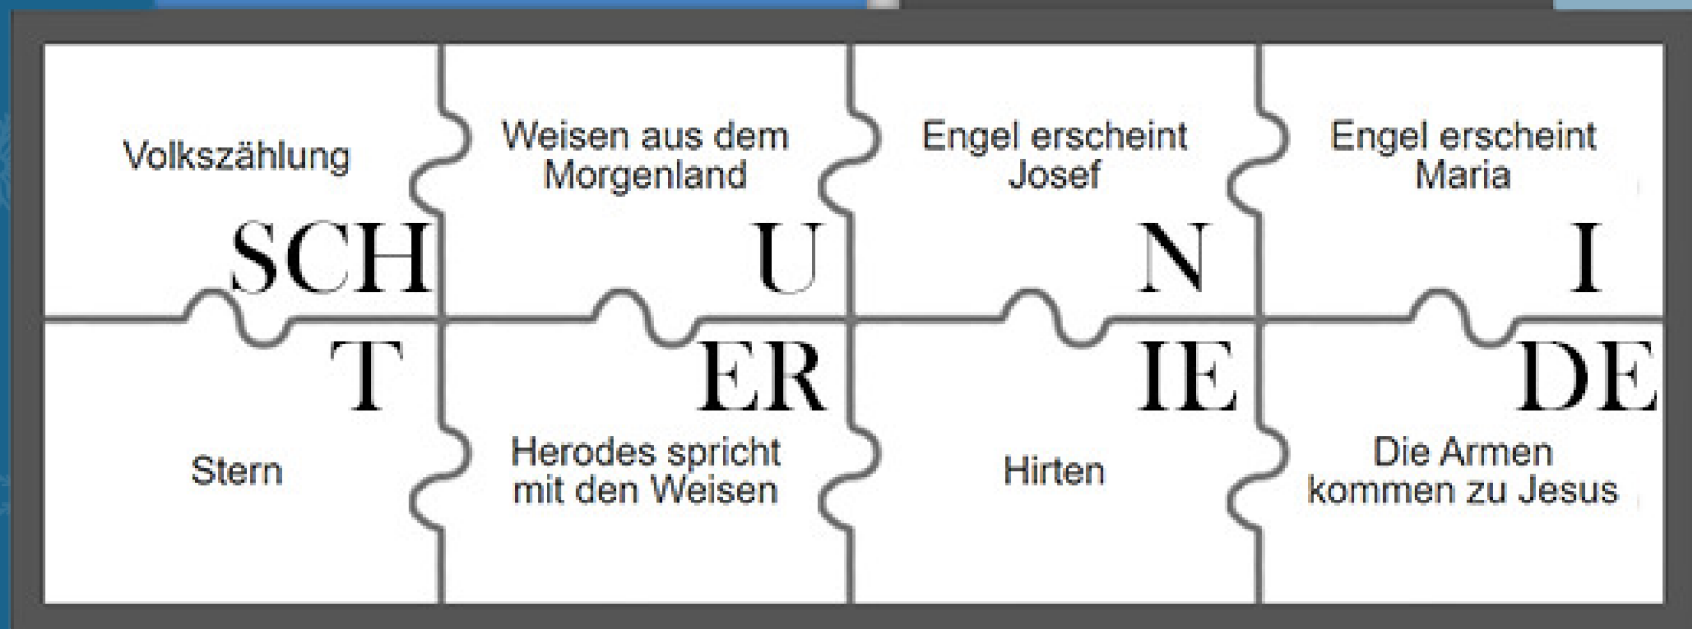 Volkszählung
SCH
Weisen aus dem
Morgenland
U
Engel erscheint
Josef
N
Engel erscheint
Maria
I
T
Stern
ER
Herodes spricht
mit den Weisen
IE
Hirten
DE
Die Armen
kommen zu Jesus